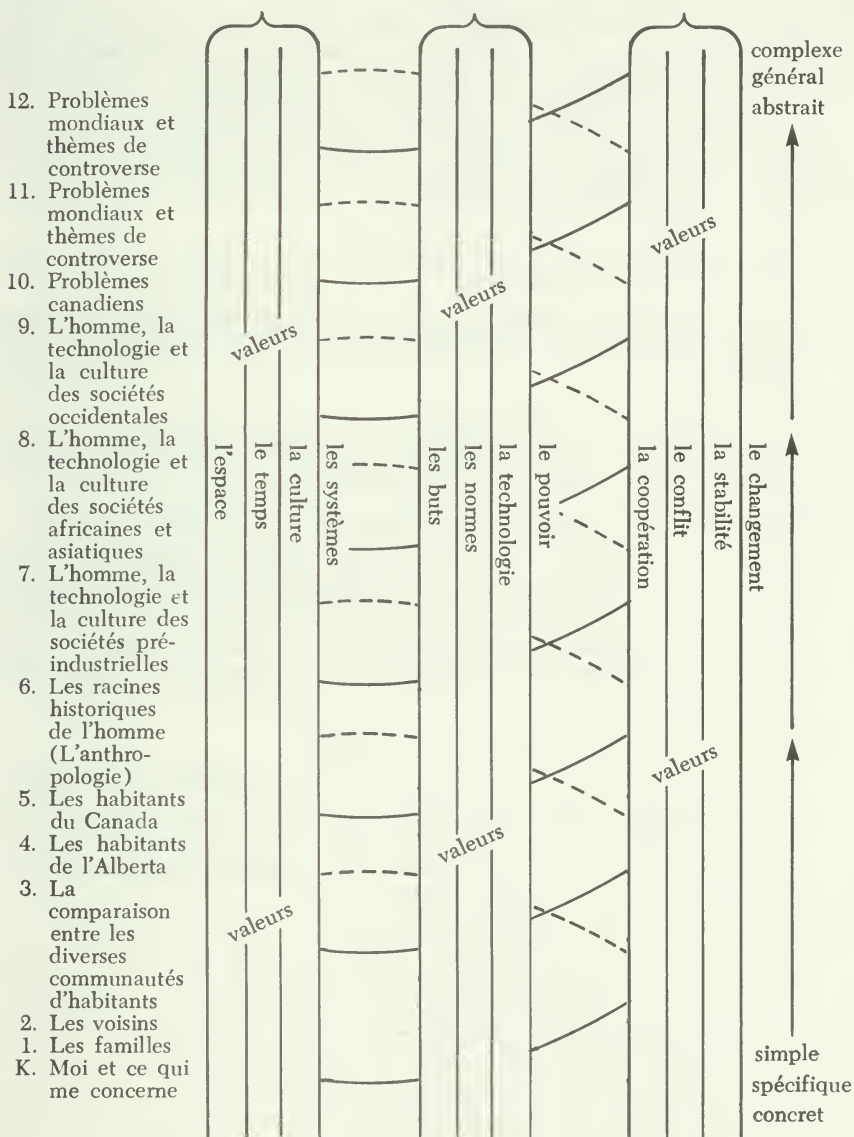 complexe
général
abstrait
12. Problèmes
mondiaux et
thèmes de
controverse
11. Problèmes
mondiaux et
thèmes de
controverse
10. Problèmes
canadiens
9. L'homme, la
technologie et
la culture
des sociétés
occidentales
8. L'homme, la
technologie et
la culture
des sociétés
africaines et
asiatiques
7. L'homme, la
technologie et
la culture des
sociétés pré-
industrielles
6. Les racines
historiques
de l'homme
(L'anthro-
pologie)
5. Les habitants
du Canada
4. Les habitants
de l'Alberta
3. La
comparaison
entre les
diverses
communautés
d'habitants
2. Les voisins
1. Les familles
K. Moi et ce qui
me concerne
valeurs
valeurs
valeurs
l'espace
le temps
la culture
les systèmes
les buts
les normes
la technologie
le pouvoir
la coopération
le conflit
la stabilité
le changement
valeurs
valeurs
valeurs
simple
spécifique
concret